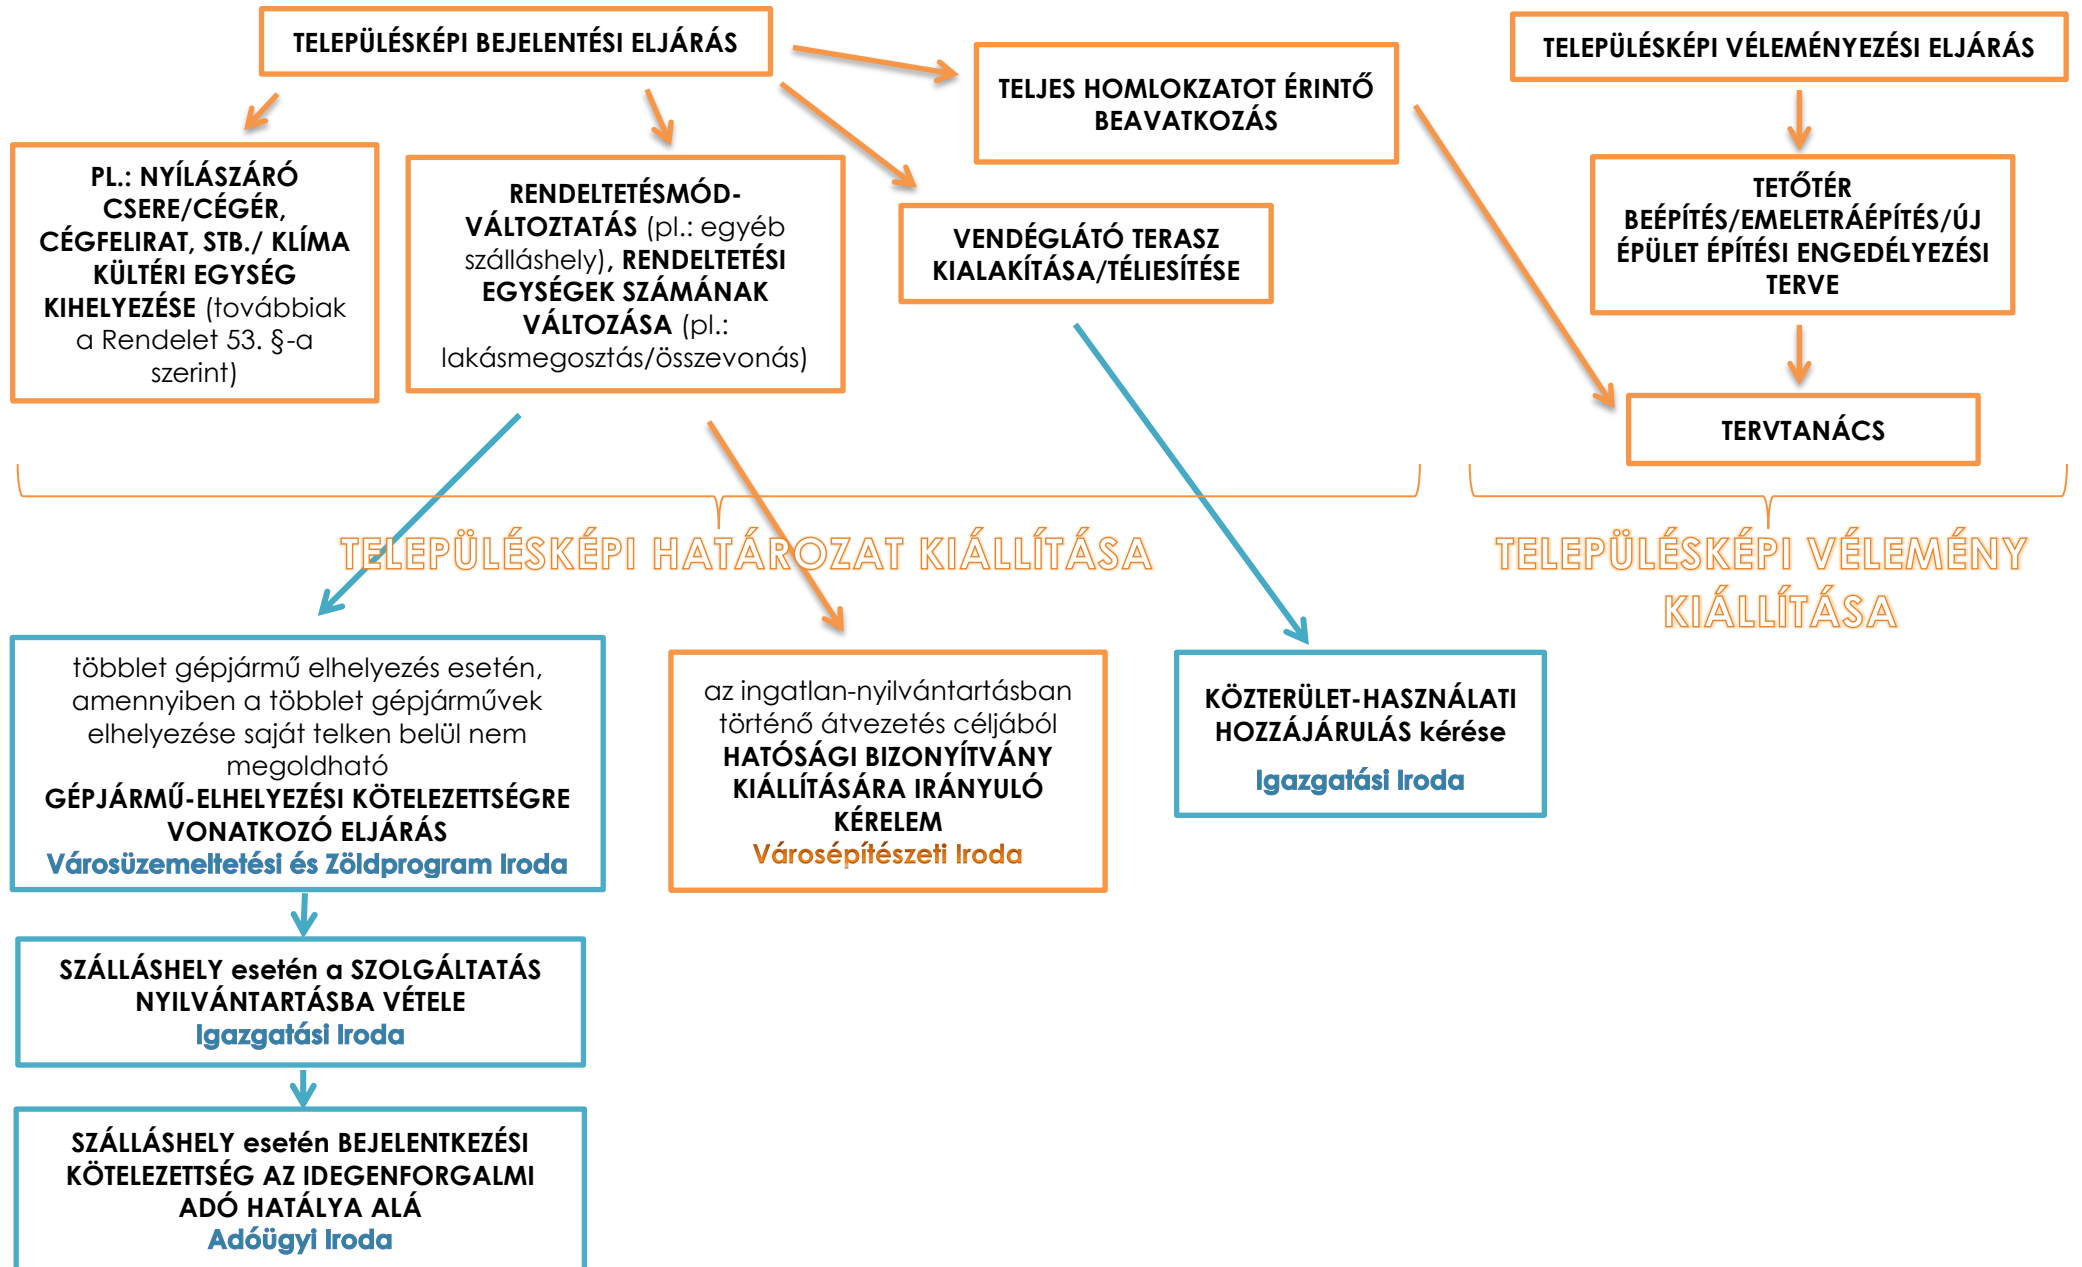 TELEPÜLÉSKÉPI BEJELENTÉSI ELJÁRÁS
TELJES HOMLOKZATOT ÉRINTŐ
BEAVATKOZÁS
TELEPÜLÉSKÉPI VÉLEMÉNYEZÉSI ELJÁRÁS
PL.: NYÍLÁSZÁRÓ
CSERE/CÉGÉR,
CÉGFELIRAT, STB./ KLÍMA
KÜLTÉRI EGYSÉG
KIHELYEZÉSE (továbbiak
a Rendelet 53. §-a
szerint)
RENDELTETÉSMÓD-
VÁLTOZTATÁS (pl.: egyéb
szálláshely), RENDELTETÉSI
EGYSÉGEK SZÁMÁNAK
VÁLTOZÁSA (pl.:
lakásmegosztás/összevonás)
VENDÉGLÁTÓ TERASZ
KIALAKÍTÁSA/TÉLIESÍTÉSE
TETŐTÉR
BEÉPÍTÉS/EMELETRÁÉPÍTÉS/ÚJ
ÉPÜLET ÉPÍTÉSI ENGEDÉLYEZÉSI
TERVE
TERVTANÁCS
TELEPÜLÉSKÉPI HATÁROZAT KIÁLLÍTÁSA
TELEPÜLÉSKÉPI VÉLEMÉNY
KIÁLLÍTÁSA
többlet gépjármű elhelyezés esetén,
amennyiben a többlet gépjárművek
elhelyezése saját telken belül nem
megoldható
GÉPJÁRMŰ-ELHELYEZÉSI KÖTELEZETTSÉGRE
VONATKOZÓ ELJÁRÁS
Városüzemeltetési és Zöldprogram Iroda
az ingatlan-nyilvántartásban
történő átvezetés céljából
HATÓSÁGI BIZONYÍTVÁNY
KIÁLLÍTÁSÁRA IRÁNYULÓ
KÉRELEM
Városépítészeti Iroda
KÖZTERÜLET-HASZNÁLATI
HOZZÁJÁRULÁS kérése
Igazgatási Iroda
SZÁLLÁSHELY esetén a SZOLGÁLTATÁS
NYILVÁNTARTÁSBA VÉTELE
Igazgatási Iroda
SZÁLLÁSHELY esetén BEJELENTKEZÉSI
KÖTELEZETTSÉG AZ IDEGENFORGALMI
ADÓ HATÁLYA ALÁ
Adóügyi Iroda